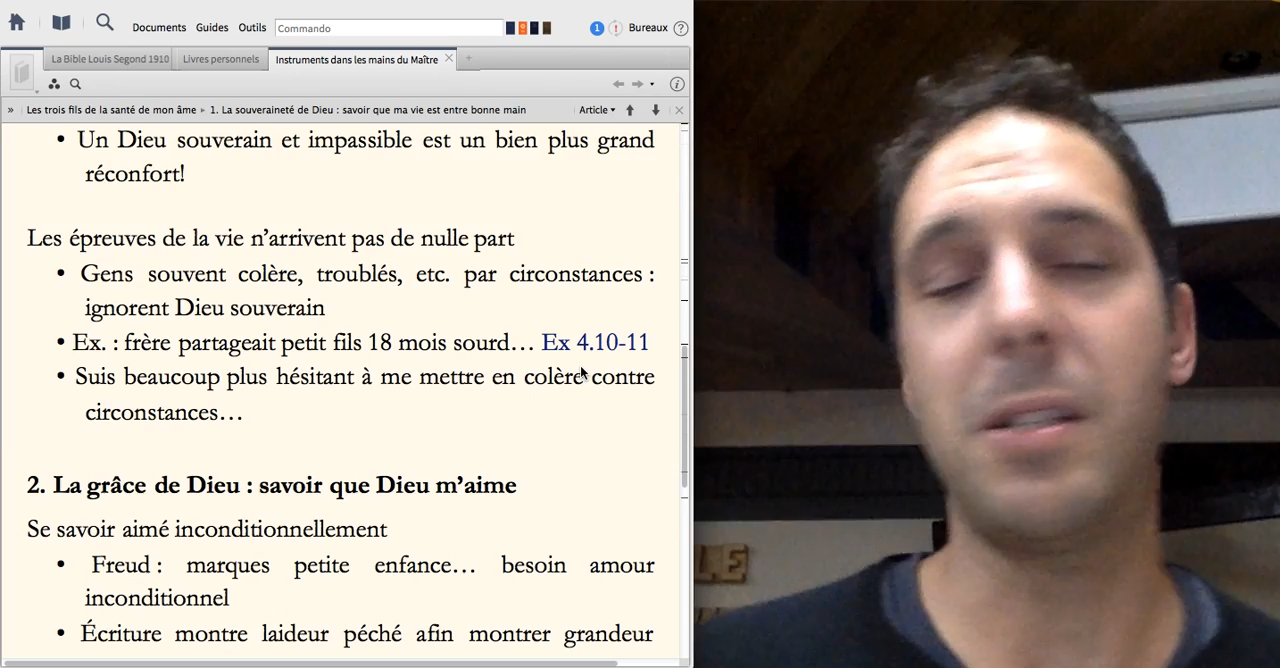 Documents Guides Outils Commando 1 ! Bureaux ?
La Bible Louis Segond 1910 Livres personnels Instruments dans les mains du Maître
» Les trois fils de la santé de mon âme ▸ 1. La souveraineté de Dieu : savoir que ma vie est entre bonne main Article
• Un Dieu souverain et impassible est un bien plus grand
réconfort!
Les épreuves de la vie n’arrivent pas de nulle part
• Gens souvent colère, troublés, etc. par circonstances :
ignorent Dieu souverain
• Ex. : frère partageait petit fils 18 mois sourd… Ex 4.10-11
• Suis beaucoup plus hésitant à me mettre en colère contre
circonstances…
2. La grâce de Dieu : savoir que Dieu m’aime
Se savoir aimé inconditionnellement
• Freud : marques petite enfance… besoin amour
inconditionnel
• Écriture montre laideur péché afin montrer grandeur